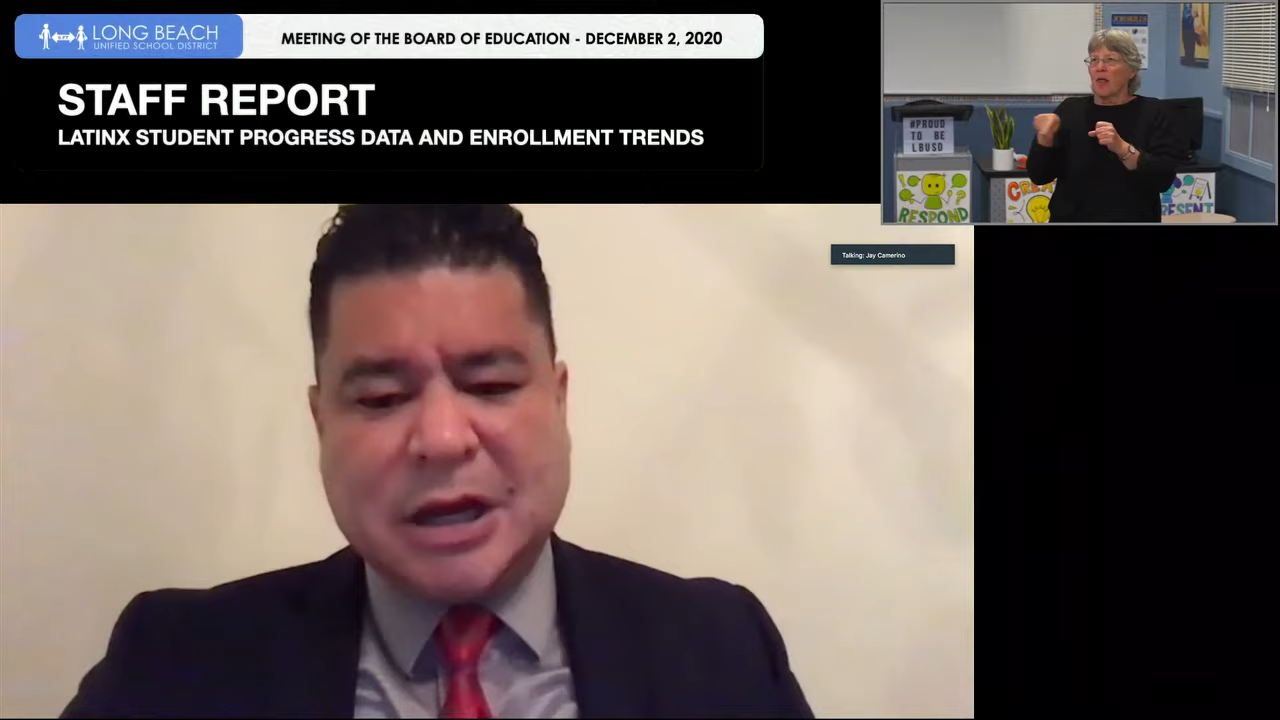 LONG BEACH
UNIFIED SCHOOL DISTRICT
MEETING OF THE BOARD OF EDUCATION - DECEMBER 2, 2020
STAFF REPORT
LATINX STUDENT PROGRESS DATA AND ENROLLMENT TRENDS
#PROUD
TO BE
LBUSD
RESPOND
Talking: Jay Camerino